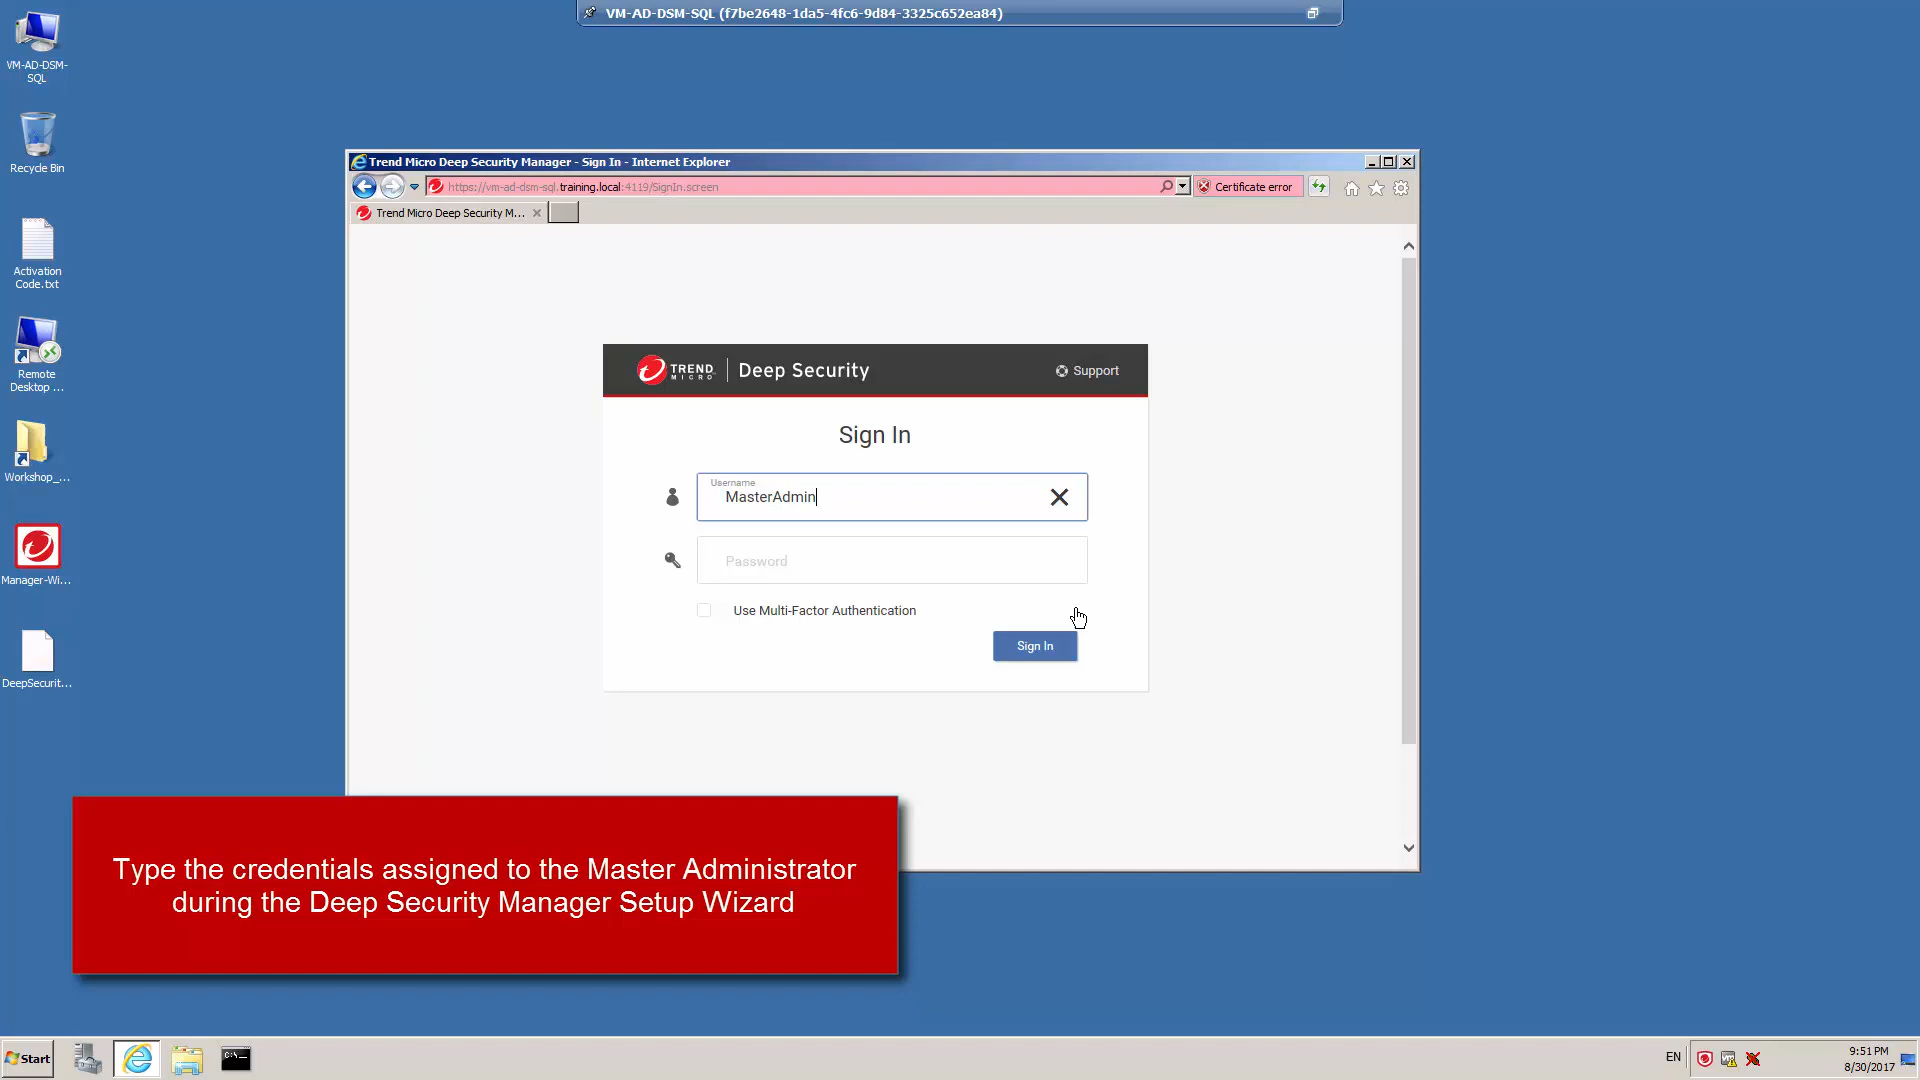 VM-AD-DSM-SQL (f7be2648-1da5-4fc6-9d84-3325c652ea84)
VM-AD-DSM-
SQL
Recycle Bin
Activation
Code.txt
Remote
Desktop ...
Workshop_...
Manager-Wi...
DeepSecurit...
Trend Micro Deep Security Manager - Sign In - Internet Explorer
https://vm-ad-dsm-sql.training.local:4119/SignIn.screen
Certificate error
Trend Micro Deep Security M...
TREND MICRO
Deep Security
Support
Sign In
Username
MasterAdmin
Password
Use Multi-Factor Authentication
Sign In
Type the credentials assigned to the Master Administrator
during the Deep Security Manager Setup Wizard
Start
C:\
EN
9:51 PM
8/30/2017